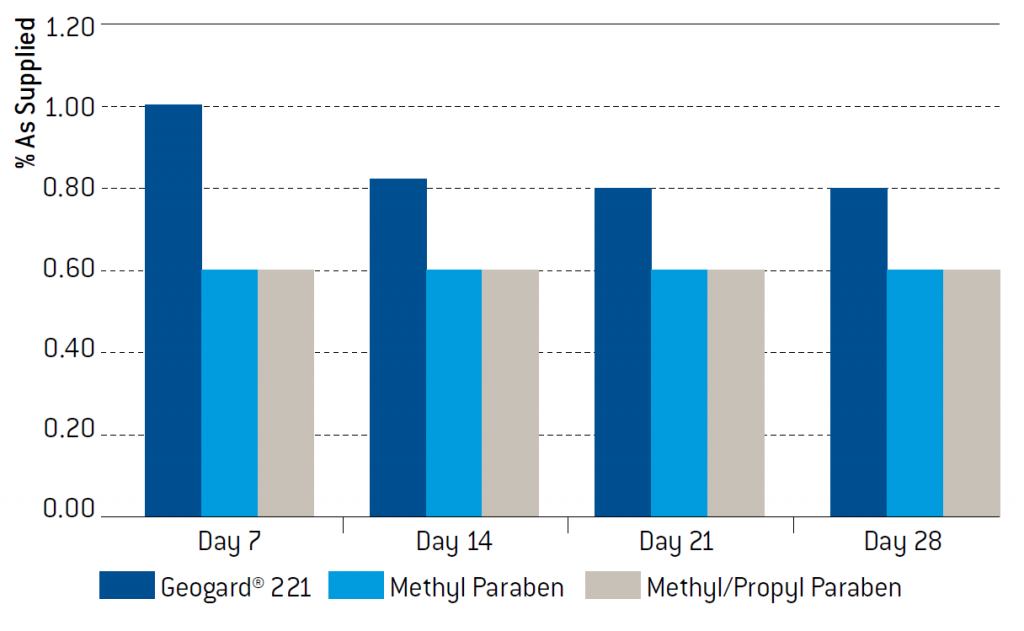 % As Supplied
1.20
1.00
0.80
0.60
0.40
0.20
0.00
Day 7 Day 14 Day 21 Day 28
Geogard® 221 Methyl Paraben Methyl/Propyl Paraben